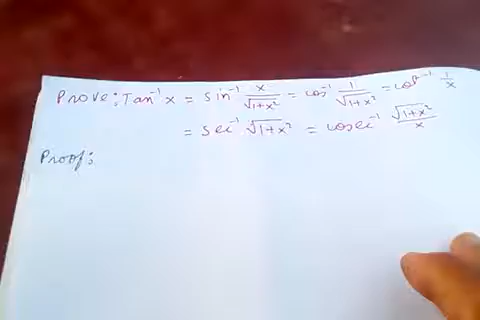 Prove: Tan⁻¹ x = sin⁻¹ x/√(1+x²) = cos⁻¹ 1/√(1+x²) = cot⁻¹ 1/x
= sec⁻¹ √(1+x²) = cosec⁻¹ √(1+x²)/x
Proof: